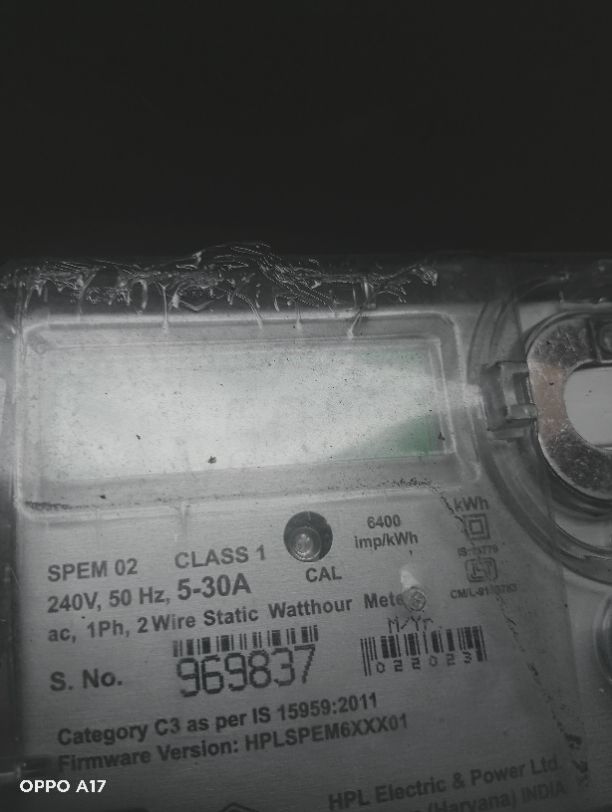 6400
imp/kWh
kWh
SPEM 02 CLASS 1
CAL
240V, 50 Hz, 5-30A
ac, 1Ph, 2 Wire Static Watthour
M/Yr.
S. No. 969837
022023
Category C3 as per IS 15959:2011
Firmware Version: HPLSPEM6XXX01
HPL Electric & Power Ltd.
(Haryana) INDIA
OPPO A17